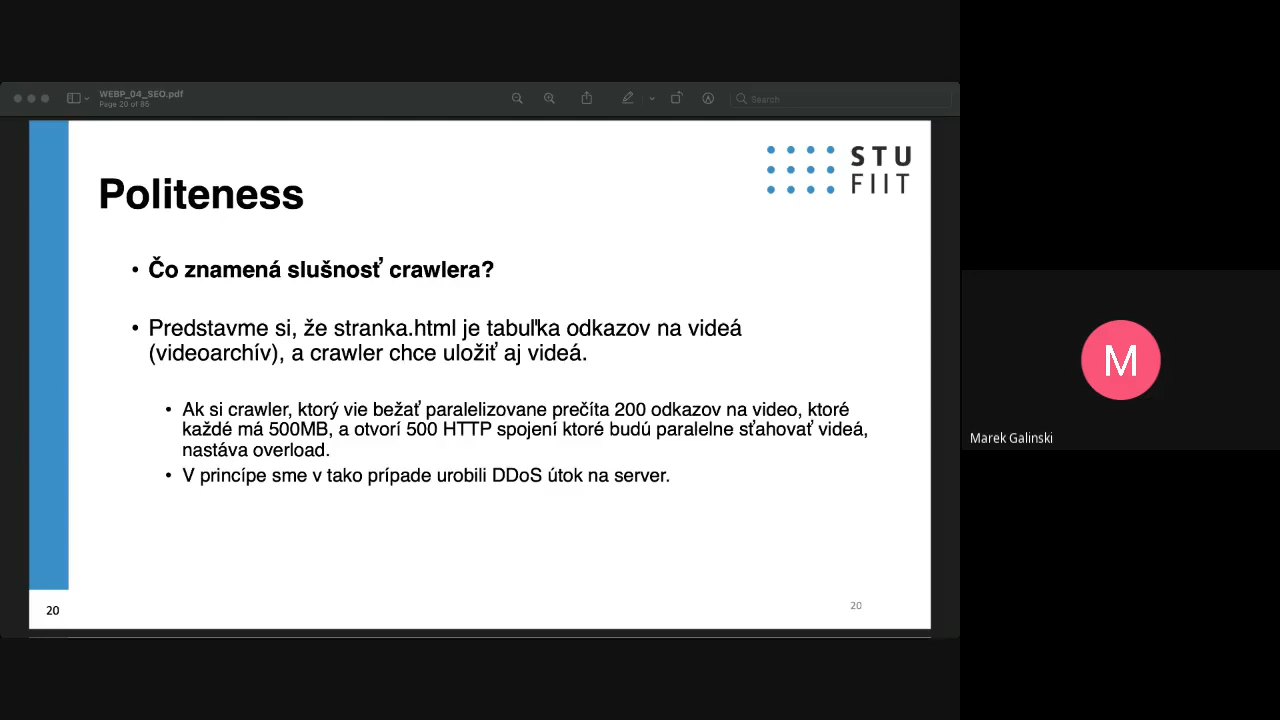 WEBP_04_SEO.pdf
Page 20 of 86
Search
STU
FIIT
Politeness
• Čo znamená slušnosť crawlera?
• Predstavme si, že stranka.html je tabuľka odkazov na videá
(videoarchív), a crawler chce uložiť aj videá.
• Ak si crawler, ktorý vie bežať paralelizovane prečíta 200 odkazov na video, ktoré
každé má 500MB, a otvorí 500 HTTP spojení ktoré budú paralelne sťahovať videá,
nastáva overload.
• V princípe sme v tako prípade urobili DDoS útok na server.
20
20
M
Marek Galinski